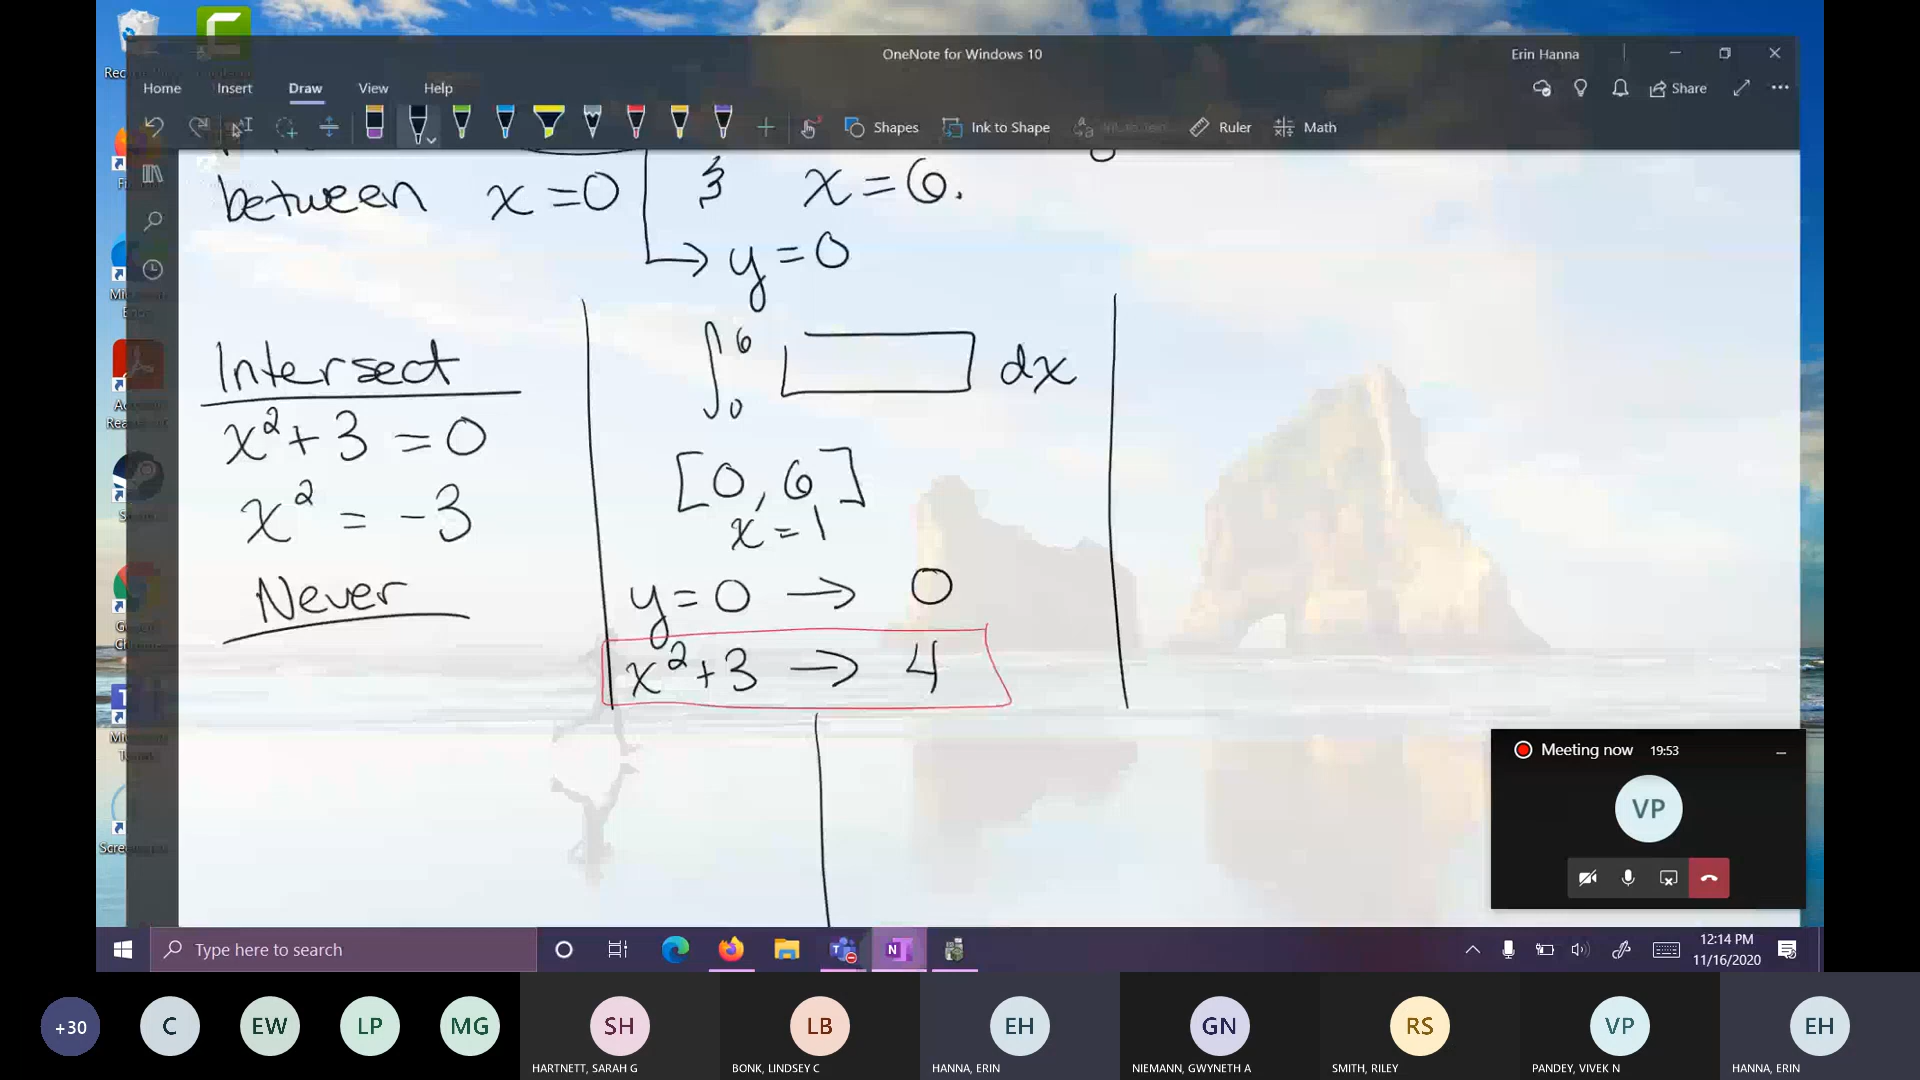 OneNote for Windows 10
Erin Hanna
Home Insert Draw View Help
Share
Shapes
Ink to Shape
Ruler
Math
between x = 0 & x = 6.
→ y = 0
Intersect
x² + 3 = 0
x² = -3
Never
∫₀⁶ dx
[0, 6]
x = 1
y = 0 → 0
x² + 3 → 4
Meeting now 19:53
VP
Type here to search
12:14 PM
11/16/2020
+30 C EW LP MG SH LB EH GN RS VP EH
HARTNETT, SARAH G
BONK, LINDSEY C
HANNA, ERIN
NIEMANN, GWYNETH A
SMITH, RILEY
PANDEY, VIVEK N
HANNA, ERIN